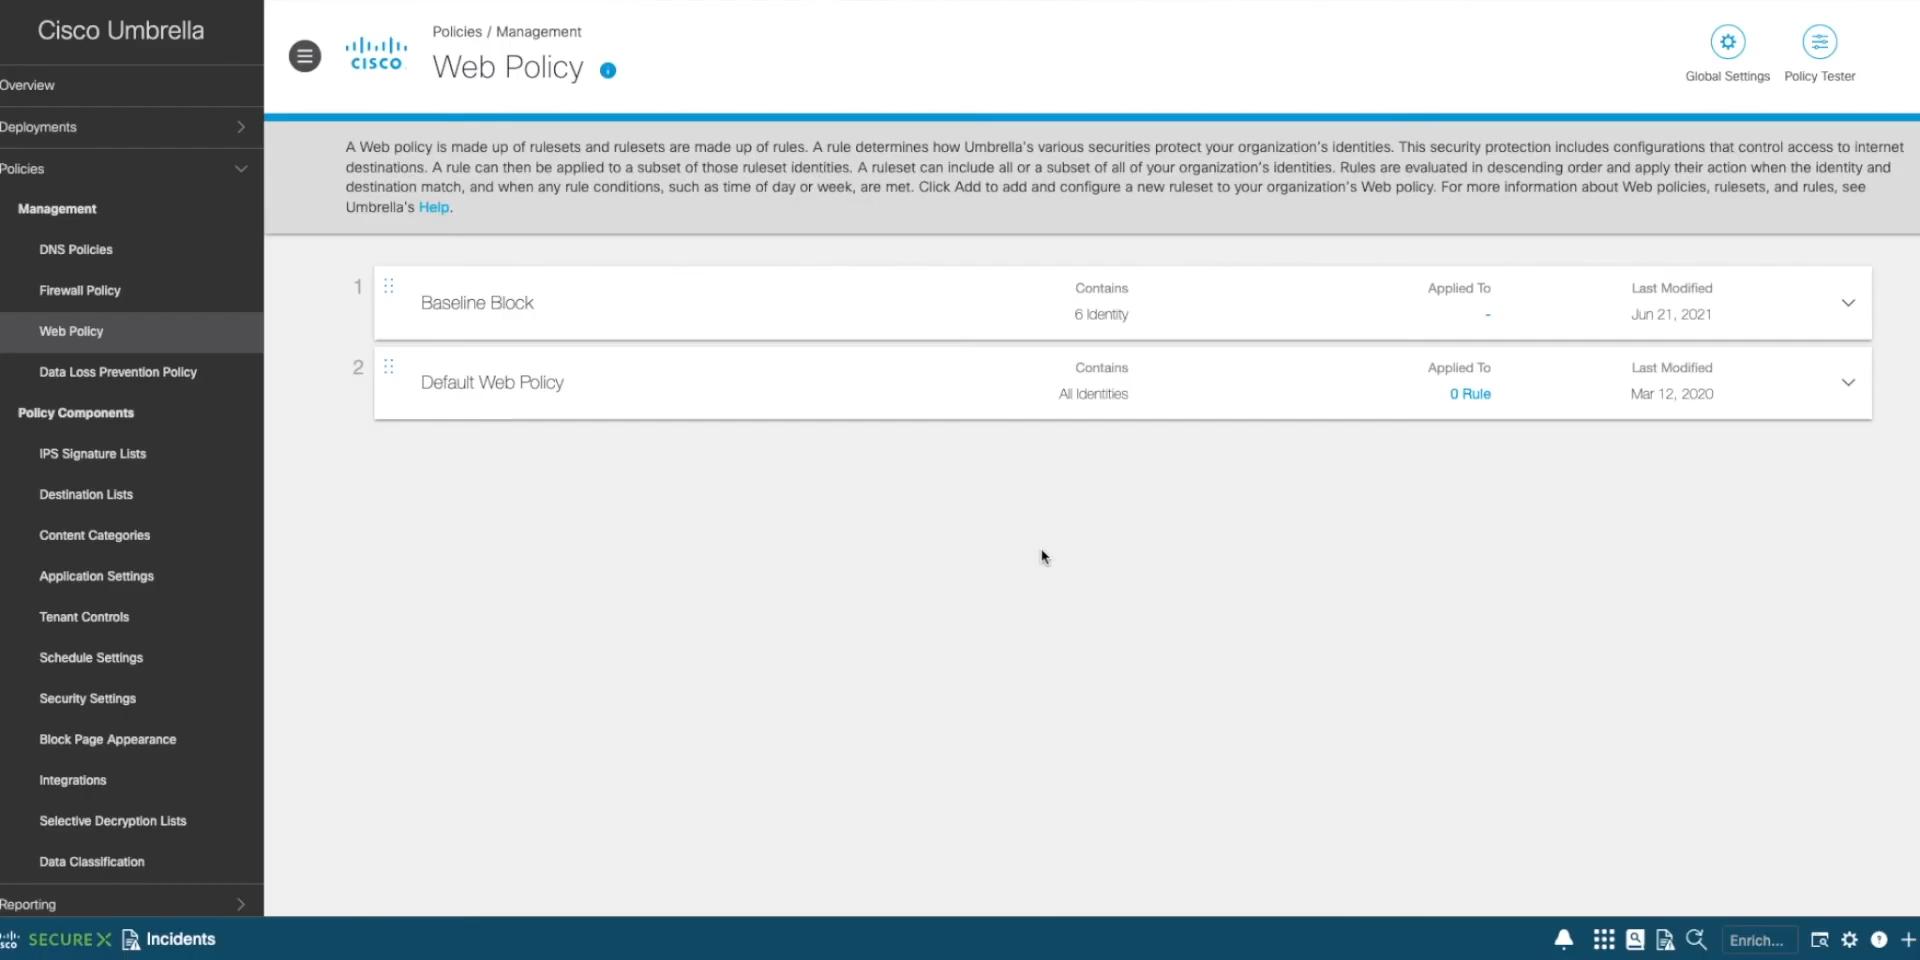 Cisco Umbrella
Overview
Deployments
Policies
Management
DNS Policies
Firewall Policy
Web Policy
Data Loss Prevention Policy
Policy Components
IPS Signature Lists
Destination Lists
Content Categories
Application Settings
Tenant Controls
Schedule Settings
Security Settings
Block Page Appearance
Integrations
Selective Decryption Lists
Data Classification
Reporting
CISCO
Policies / Management
Web Policy
Global Settings
Policy Tester
A Web policy is made up of rulesets and rulesets are made up of rules. A rule determines how Umbrella's various securities protect your organization's identities. This security protection includes configurations that control access to internet
destinations. A rule can then be applied to a subset of those ruleset identities. A ruleset can include all or a subset of all of your organization's identities. Rules are evaluated in descending order and apply their action when the identity and
destination match, and when any rule conditions, such as time of day or week, are met. Click Add to add and configure a new ruleset to your organization's Web policy. For more information about Web policies, rulesets, and rules, see
Umbrella's Help.
1
Baseline Block
Contains
6 Identity
Applied To
-
Last Modified
Jun 21, 2021
2
Default Web Policy
Contains
All Identities
Applied To
0 Rule
Last Modified
Mar 12, 2020
sco SECUREX Incidents
Enrich...